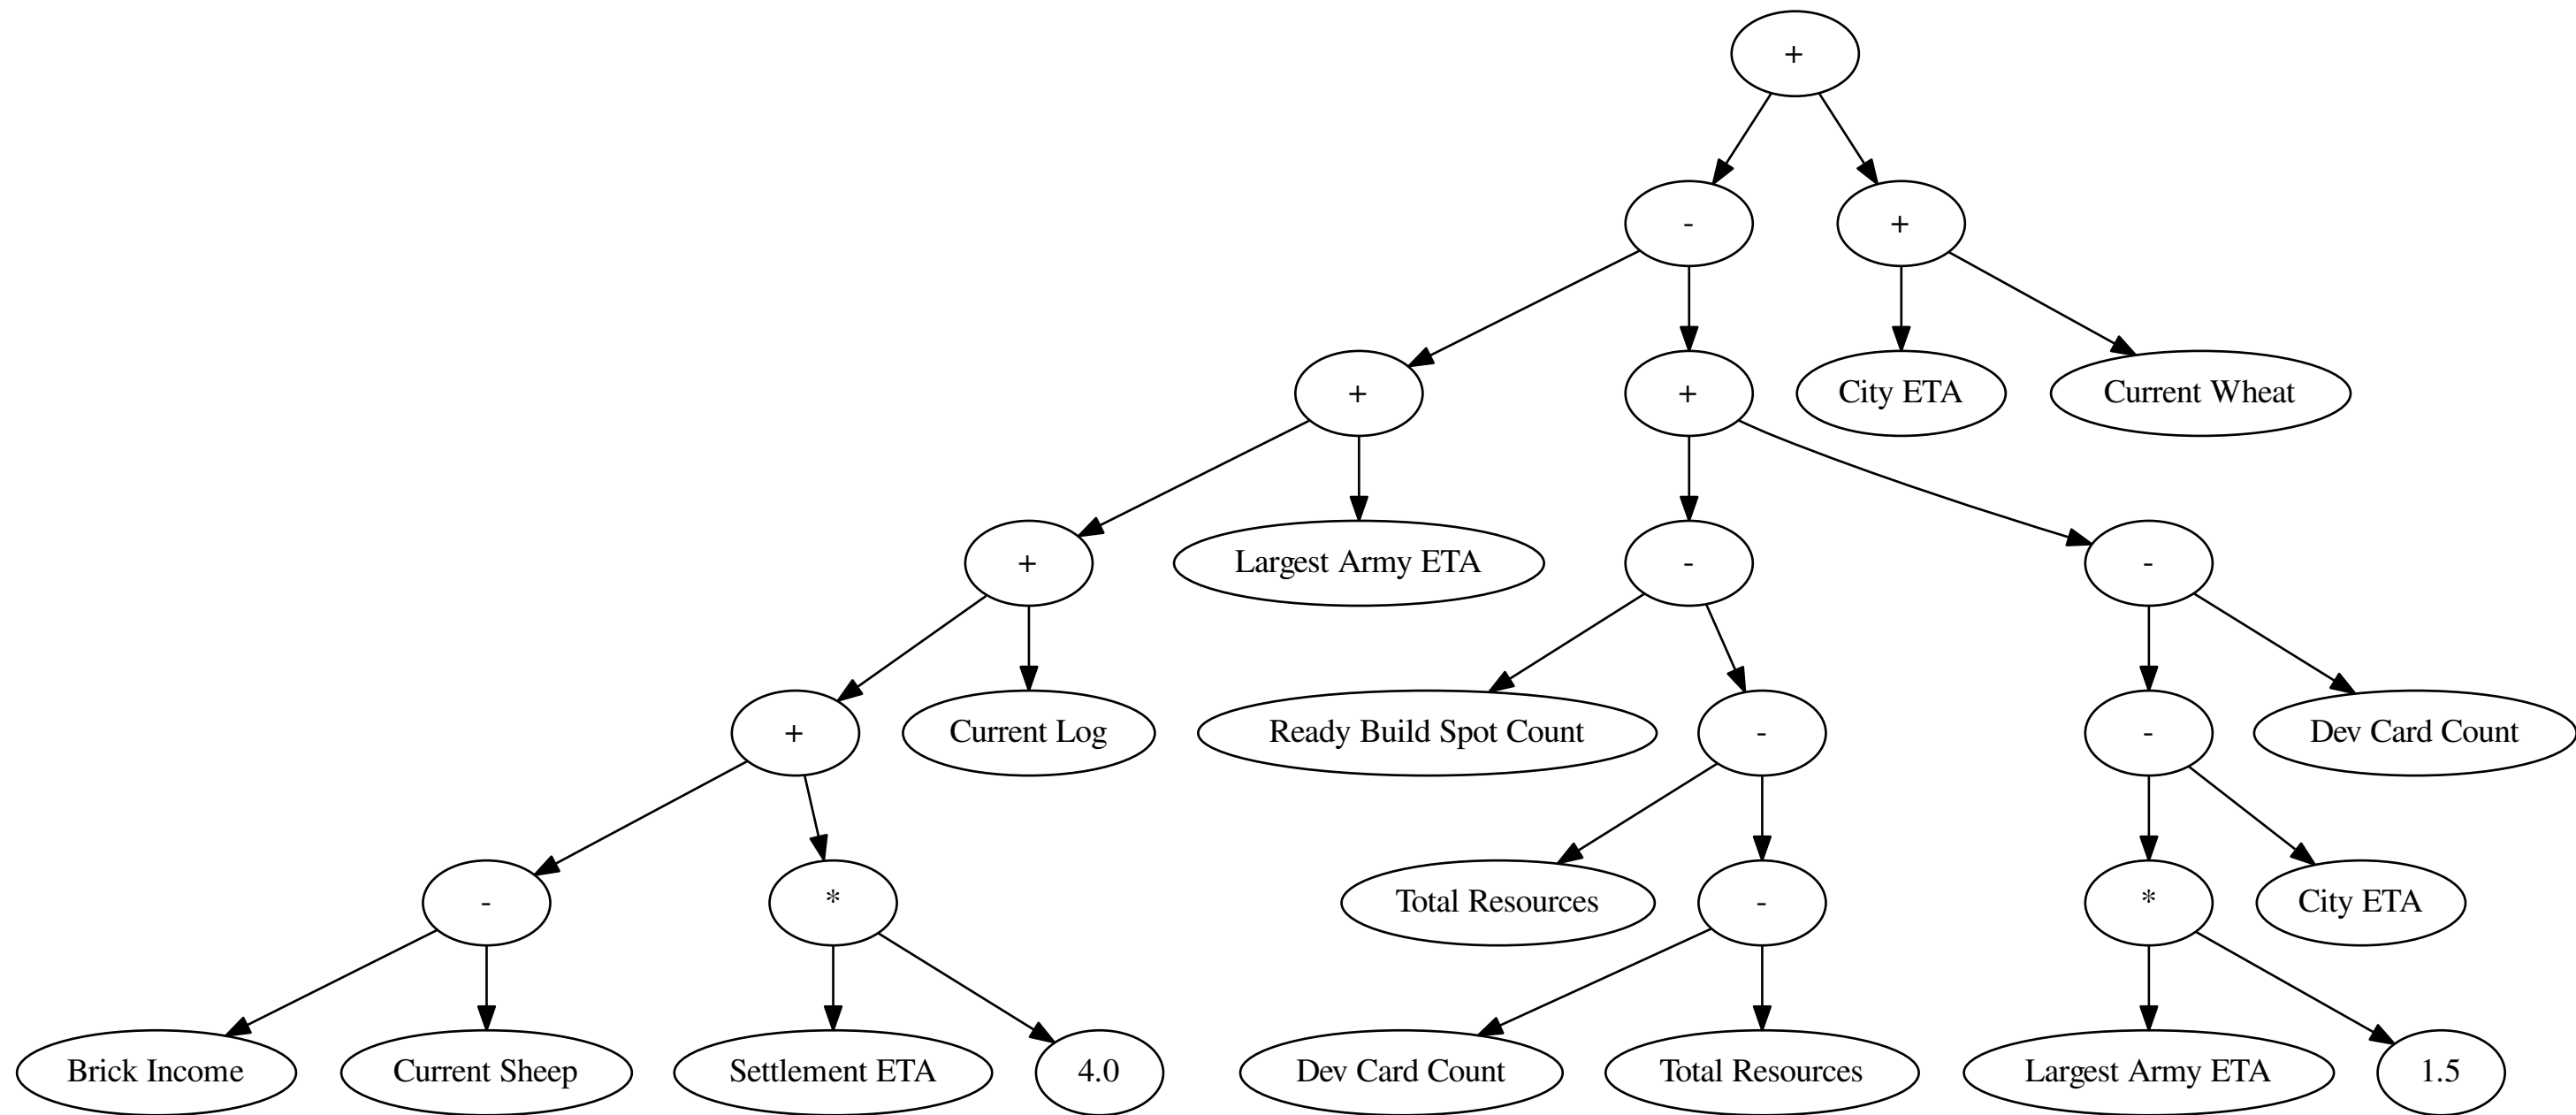 +
-
+
+
+
City ETA
Current Wheat
+
Largest Army ETA
-
-
+
Current Log
Ready Build Spot Count
-
-
Dev Card Count
-
*
Total Resources
-
*
City ETA
Brick Income
Current Sheep
Settlement ETA
4.0
Dev Card Count
Total Resources
Largest Army ETA
1.5